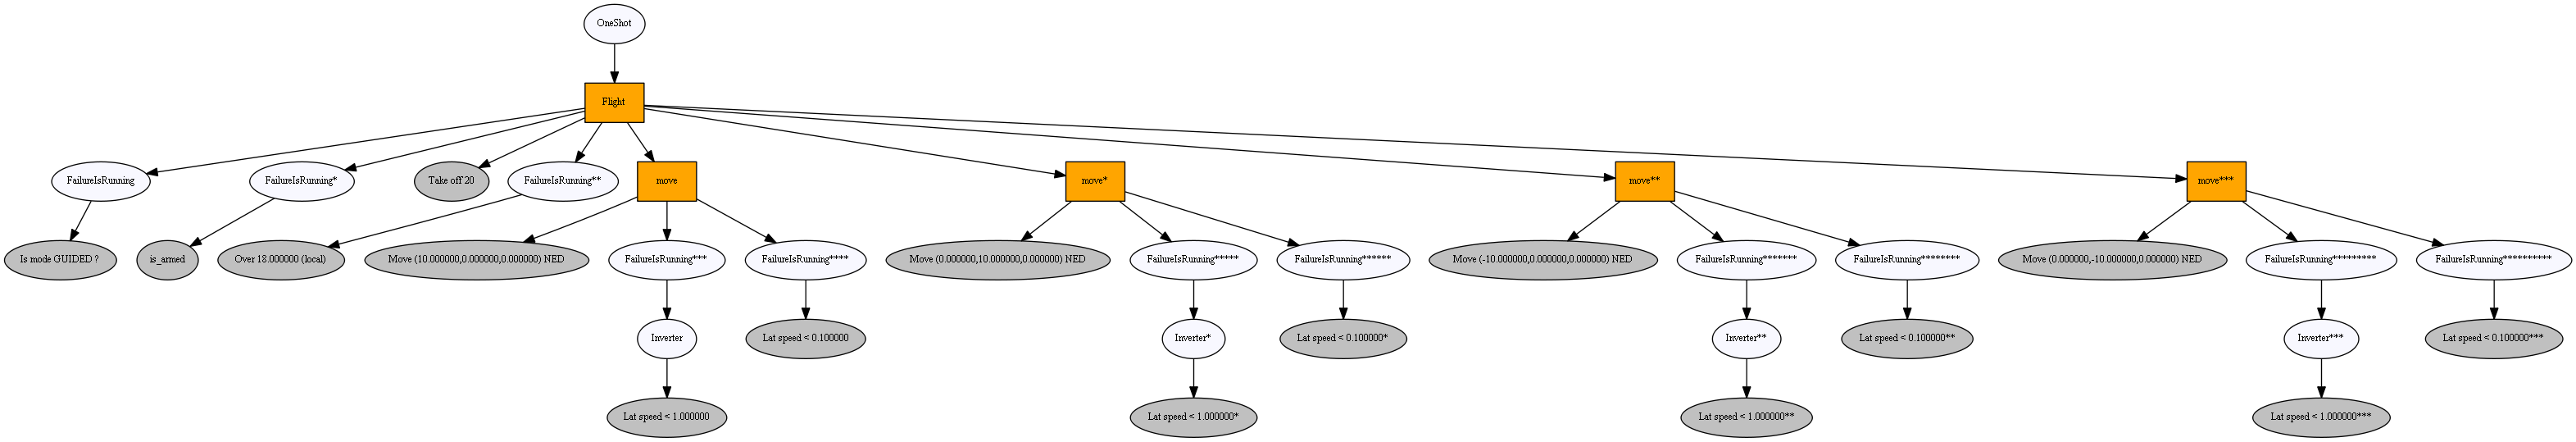 OneShot
Flight
FailureIsRunning
FailureIsRunning*
Take off 20
FailureIsRunning**
move
move*
move**
move***
Is mode GUIDED ?
is_armed
Over 18.000000 (local)
Move (10.000000,0.000000,0.000000) NED
FailureIsRunning***
FailureIsRunning****
Move (0.000000,10.000000,0.000000) NED
FailureIsRunning*****
FailureIsRunning******
Move (-10.000000,0.000000,0.000000) NED
FailureIsRunning*******
FailureIsRunning********
Move (0.000000,-10.000000,0.000000) NED
FailureIsRunning*********
FailureIsRunning**********
Inverter
Lat speed < 0.100000
Inverter*
Lat speed < 0.100000*
Inverter**
Lat speed < 0.100000**
Inverter***
Lat speed < 0.100000***
Lat speed < 1.000000
Lat speed < 1.000000*
Lat speed < 1.000000**
Lat speed < 1.000000***